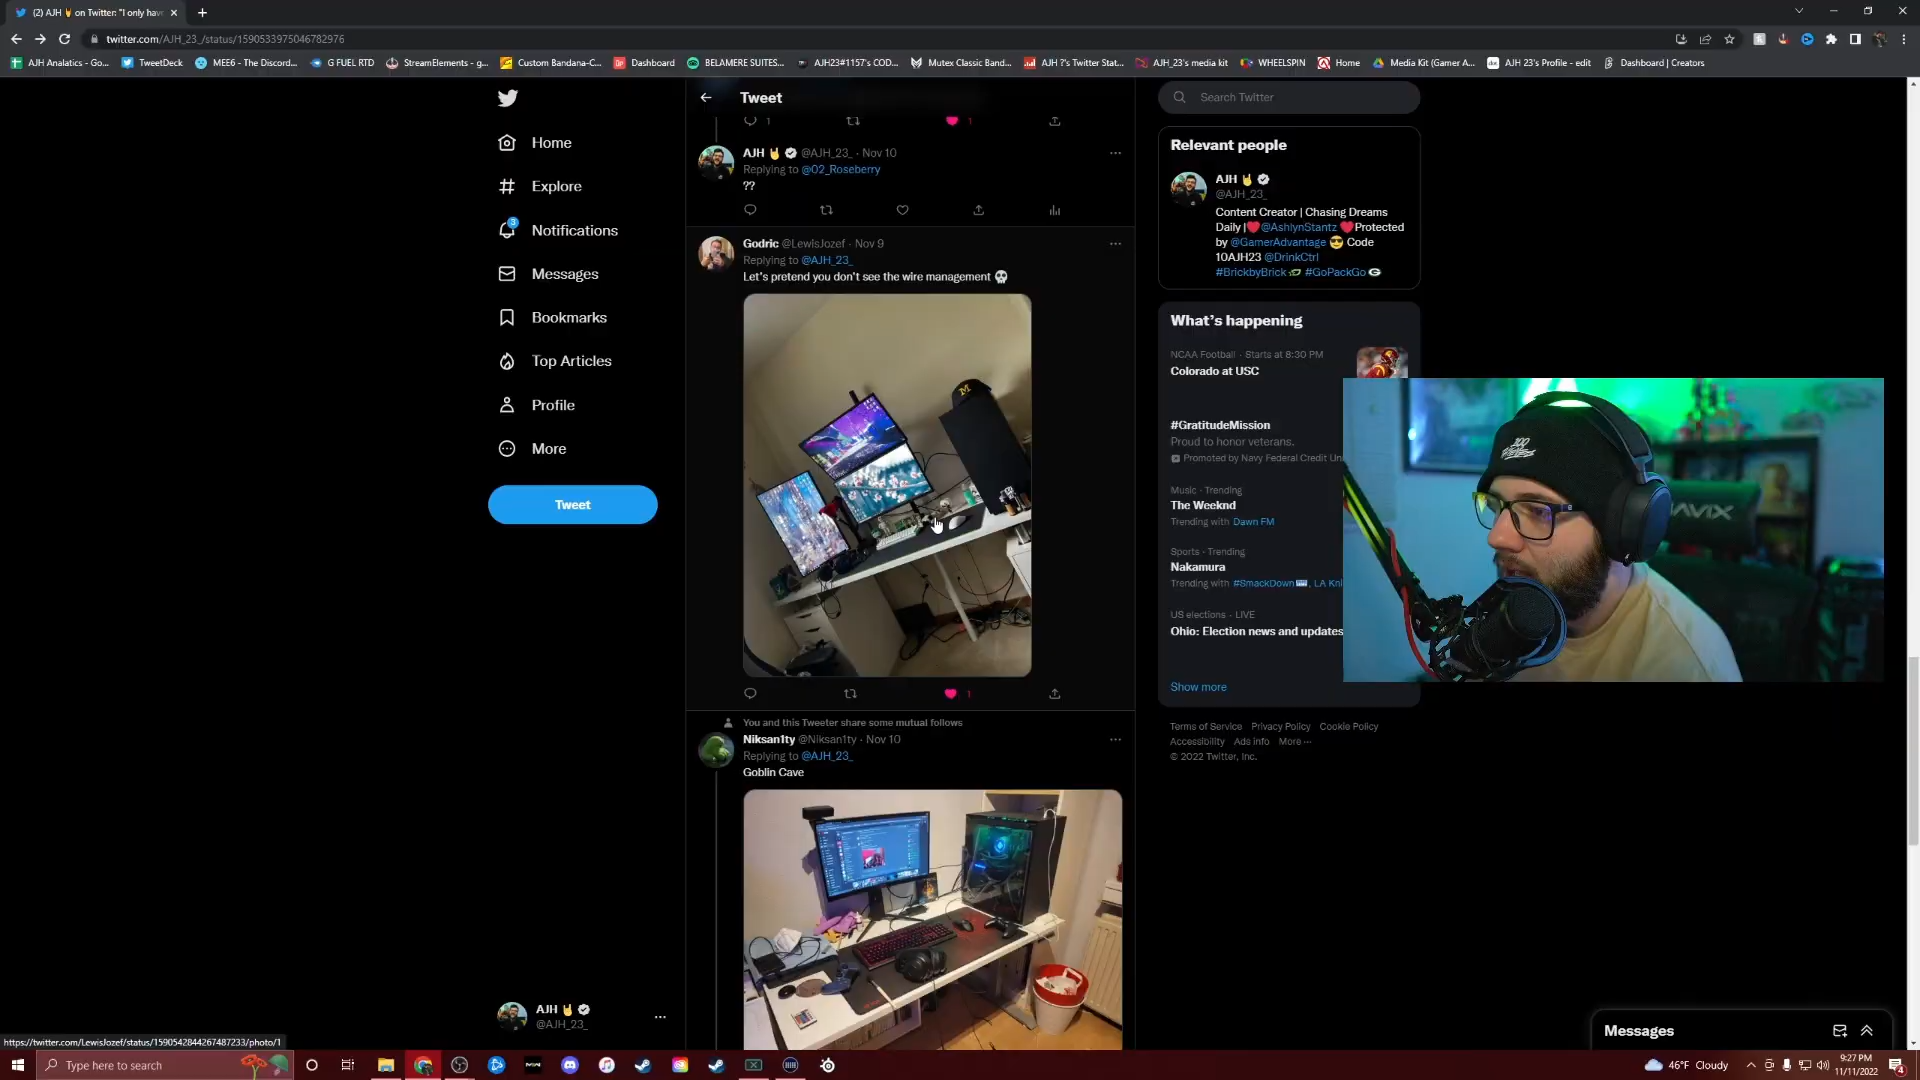 (2) AJH on Twitter: "I only hav
twitter.com/AJH_23_/status/1590533975046782976
AJH Analatics - Go...
TweetDeck
MEE6 - The Discord...
G FUEL RTD
StreamElements - g...
Custom Bandana-C...
Dashboard
BELAMERE SUITES...
AJH23#1157's COD...
Mutex Classic Band...
AJH ?'s Twitter Stat...
AJH_23's media kit
WHEELSPIN
Home
Media Kit (Gamer A...
AJH 23's Profile - edit
Dashboard | Creators
Home
Explore
3
Notifications
Messages
Bookmarks
Top Articles
Profile
More
Tweet
AJH
@AJH_23_
Tweet
1
1
AJH @AJH_23_ · Nov 10
Replying to @02_Roseberry
??
Godric @LewisJozef · Nov 9
Replying to @AJH_23_
Let's pretend you don't see the wire management 💀
M
1
You and this Tweeter share some mutual follows
Niksan1ty @Niksan1ty · Nov 10
Replying to @AJH_23_
Goblin Cave
Search Twitter
Relevant people
AJH
@AJH_23_
Content Creator | Chasing Dreams
Daily |❤️@AshlynStantz ❤️Protected
by @GamerAdvantage 😎 Code
10AJH23 @DrinkCtrl
#BrickbyBrick #GoPackGo
What's happening
NCAA Football · Starts at 8:30 PM
Colorado at USC
#GratitudeMission
Proud to honor veterans.
Promoted by Navy Federal Credit Un
Music · Trending
The Weeknd
Trending with Dawn FM
Sports · Trending
Nakamura
Trending with #SmackDown, LA Kni
US elections · LIVE
Ohio: Election news and updates
Show more
Terms of Service Privacy Policy Cookie Policy
Accessibility Ads info More ···
© 2022 Twitter, Inc.
Messages
https://twitter.com/LewisJozef/status/1590542844267487233/photo/1
Type here to search
46°F Cloudy
9:27 PM
11/11/2022
4